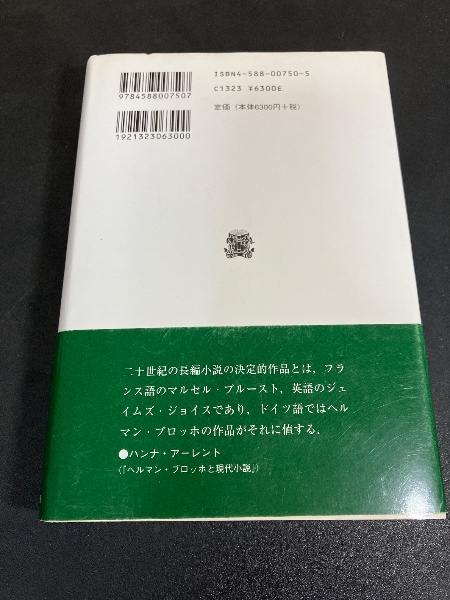 ISBN4-588-00750-5
C1323 ¥6300E
定価（本体6300円＋税）
9784588007507
1921323063000
二十世紀の長編小説の決定的作品とは，フラ
ンス語のマルセル・プルースト，英語のジェ
イムズ・ジョイスであり，ドイツ語ではヘル
マン・ブロッホの作品がそれに値する．
●ハンナ・アーレント
（『ヘルマン・ブロッホと現代小説』）